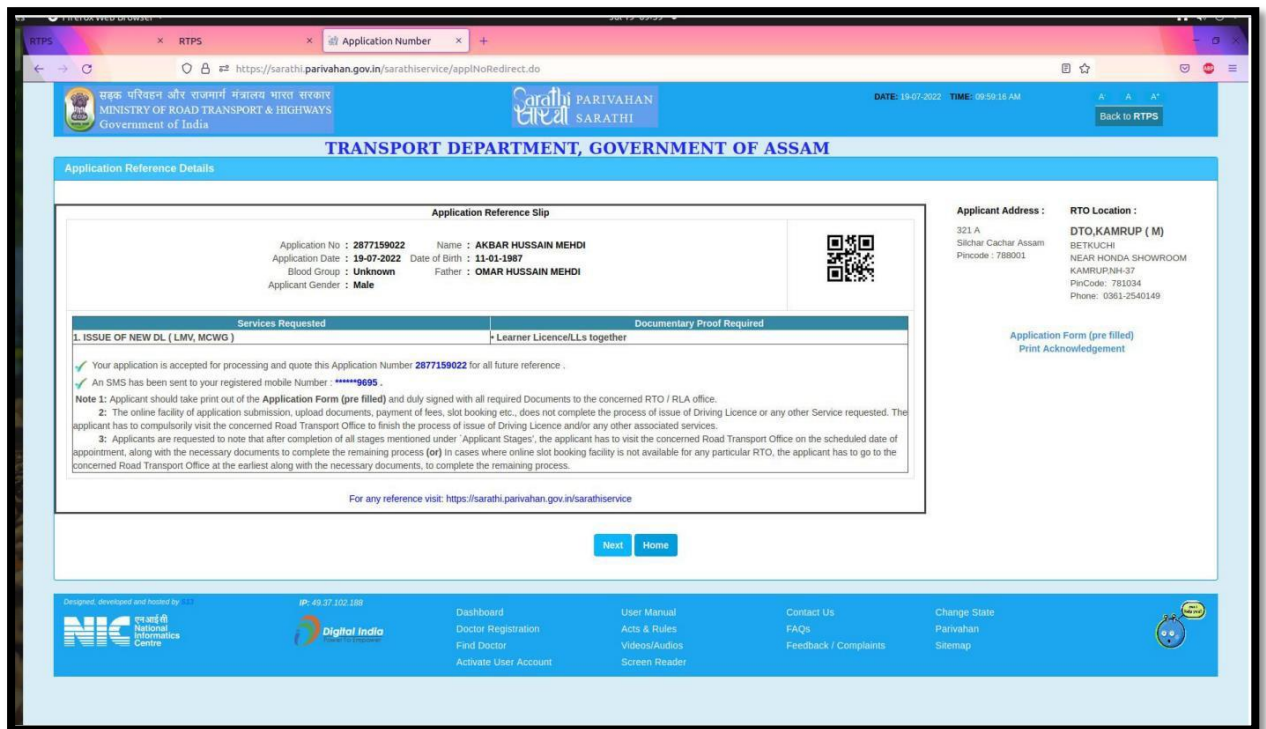 Firefox Web Browser
Jul 19 09:59
RTPS × RTPS × Application Number × +
https://sarathi.parivahan.gov.in/sarathiservice/applNoRedirect.do
सड़क परिवहन और राजमार्ग मंत्रालय भारत सरकार
MINISTRY OF ROAD TRANSPORT & HIGHWAYS
Government of India
Sarathi PARIVAHAN
सारथी SARATHI
DATE: 19-07-2022 TIME: 09:59:16 AM
A- A A+
Back to RTPS
TRANSPORT DEPARTMENT, GOVERNMENT OF ASSAM
Application Reference Details
Application Reference Slip
Application No : 2877159022 Name : AKBAR HUSSAIN MEHDI
Application Date : 19-07-2022 Date of Birth : 11-01-1987
Blood Group : Unknown Father : OMAR HUSSAIN MEHDI
Applicant Gender : Male
Services Requested Documentary Proof Required
1. ISSUE OF NEW DL ( LMV, MCWG ) • Learner Licence/LLs together
Your application is accepted for processing and quote this Application Number 2877159022 for all future reference .
An SMS has been sent to your registered mobile Number : ******9695 .
Note 1: Applicant should take print out of the Application Form (pre filled) and duly signed with all required Documents to the concerned RTO / RLA office.
2: The online facility of application submission, upload documents, payment of fees, slot booking etc., does not complete the process of issue of Driving Licence or any other Service requested. The
applicant has to compulsorily visit the concerned Road Transport Office to finish the process of issue of Driving Licence and/or any other associated services.
3: Applicants are requested to note that after completion of all stages mentioned under `Applicant Stages', the applicant has to visit the concerned Road Transport Office on the scheduled date of
appointment, along with the necessary documents to complete the remaining process (or) In cases where online slot booking facility is not available for any particular RTO, the applicant has to go to the
concerned Road Transport Office at the earliest along with the necessary documents, to complete the remaining process.
For any reference visit: https://sarathi.parivahan.gov.in/sarathiservice
Applicant Address :
321 A
Silchar Cachar Assam
Pincode : 788001
RTO Location :
DTO,KAMRUP ( M)
BETKUCHI
NEAR HONDA SHOWROOM
KAMRUP,NH-37
PinCode: 781034
Phone: 0361-2540149
Application Form (pre filled)
Print Acknowledgement
Next Home
Designed, developed and hosted by
NIC
एन आई सी
National
Informatics
Centre
IP: 49.37.102.188
Digital India
Power To Empower
Dashboard
Doctor Registration
Find Doctor
Activate User Account
User Manual
Acts & Rules
Videos/Audios
Screen Reader
Contact Us
FAQs
Feedback / Complaints
Change State
Parivahan
Sitemap